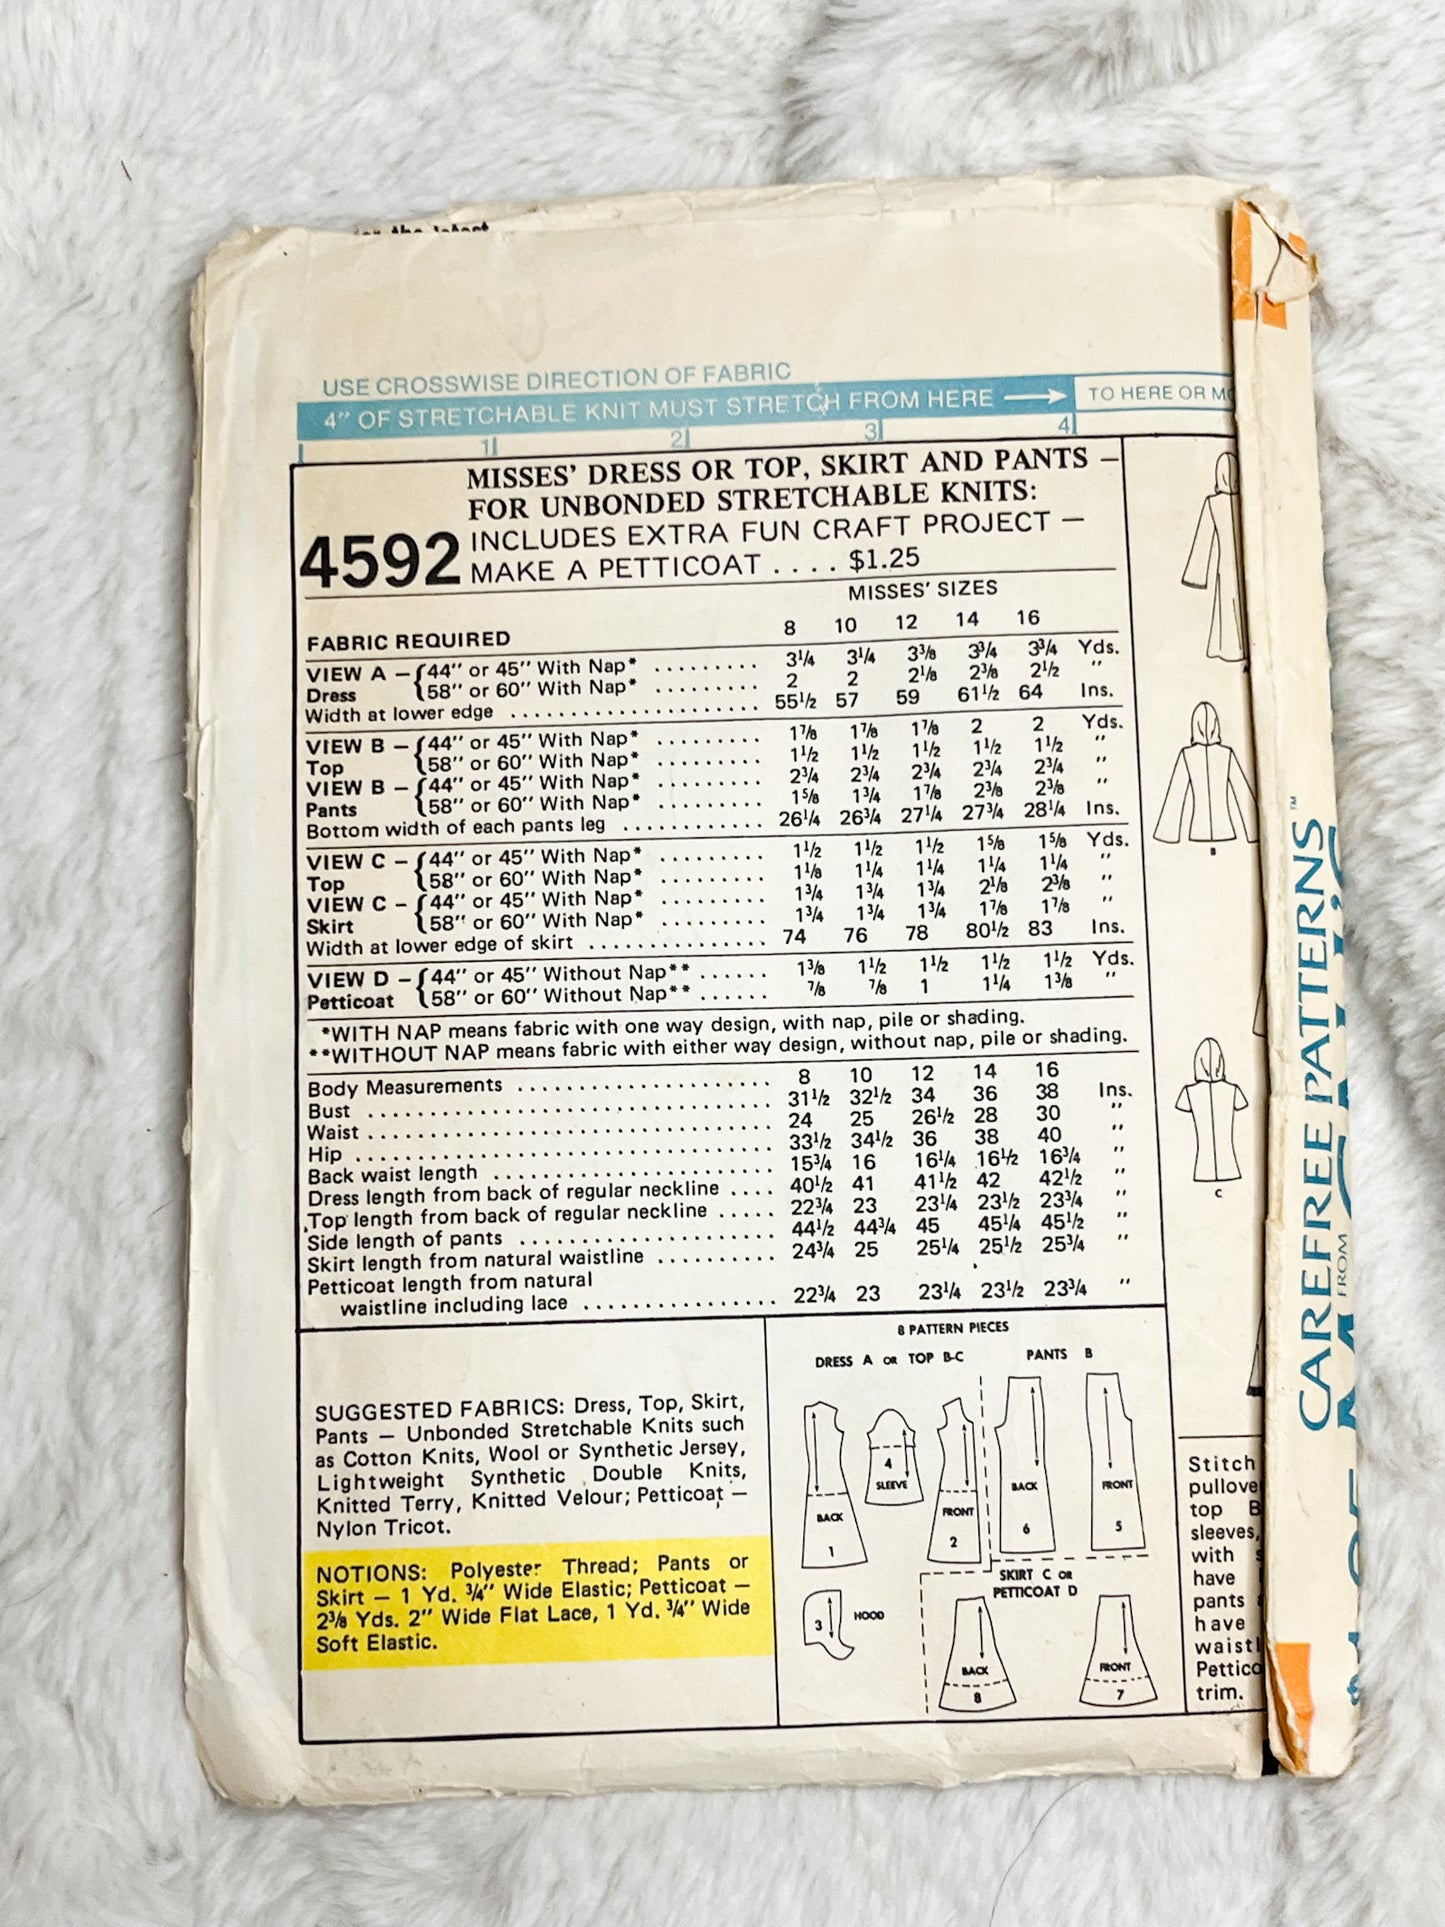 for the latest
USE CROSSWISE DIRECTION OF FABRIC
4" OF STRETCHABLE KNIT MUST STRETCH FROM HERE → TO HERE OR
1 2 3 4
MISSES' DRESS OR TOP, SKIRT AND PANTS –
FOR UNBONDED STRETCHABLE KNITS:
4592 INCLUDES EXTRA FUN CRAFT PROJECT –
MAKE A PETTICOAT . . . . $1.25
MISSES' SIZES
FABRIC REQUIRED 8 10 12 14 16
VIEW A – {44" or 45" With Nap* ......... 3¼ 3¼ 3⅜ 3¾ 3¾ Yds.
Dress {58" or 60" With Nap* ......... 2 2 2⅛ 2⅜ 2½ "
Width at lower edge ..................... 55½ 57 59 61½ 64 Ins.
VIEW B – {44" or 45" With Nap* ......... 1⅞ 1⅞ 1⅞ 2 2 Yds.
Top {58" or 60" With Nap* ......... 1½ 1½ 1½ 1½ 1½ "
VIEW B – {44" or 45" With Nap* ......... 2¾ 2¾ 2¾ 2¾ 2¾ "
Pants {58" or 60" With Nap* ......... 1⅝ 1¾ 1⅞ 2⅜ 2⅜ "
Bottom width of each pants leg ............ 26¼ 26¾ 27¼ 27¾ 28¼ Ins.
VIEW C – {44" or 45" With Nap* ......... 1½ 1½ 1½ 1⅝ 1⅝ Yds.
Top {58" or 60" With Nap* ......... 1⅛ 1¼ 1¼ 1¼ 1¼ "
VIEW C – {44" or 45" With Nap* ......... 1¾ 1¾ 1¾ 2⅛ 2⅜ "
Skirt {58" or 60" With Nap* ......... 1¾ 1¾ 1¾ 1⅞ 1⅞ "
Width at lower edge of skirt ............... 74 76 78 80½ 83 Ins.
VIEW D – {44" or 45" Without Nap** ...... 1⅜ 1½ 1½ 1½ 1½ Yds.
Petticoat {58" or 60" Without Nap** ...... ⅞ ⅞ 1 1¼ 1⅜ "
*WITH NAP means fabric with one way design, with nap, pile or shading.
**WITHOUT NAP means fabric with either way design, without nap, pile or shading.
Body Measurements ..................... 8 10 12 14 16
Bust .................................. 31½ 32½ 34 36 38 Ins.
Waist .................................. 24 25 26½ 28 30 "
Hip .................................. 33½ 34½ 36 38 40 "
Back waist length ....................... 15¾ 16 16¼ 16½ 16¾ "
Dress length from back of regular neckline .... 40½ 41 41½ 42 42½ "
Top length from back of regular neckline ..... 22¾ 23 23¼ 23½ 23¾ "
Side length of pants ..................... 44½ 44¾ 45 45¼ 45½ "
Skirt length from natural waistline .......... 24¾ 25 25¼ 25½ 25¾ "
Petticoat length from natural
waistline including lace ................ 22¾ 23 23¼ 23½ 23¾ "
SUGGESTED FABRICS: Dress, Top, Skirt,
Pants – Unbonded Stretchable Knits such
as Cotton Knits, Wool or Synthetic Jersey,
Lightweight Synthetic Double Knits,
Knitted Terry, Knitted Velour; Petticoat –
Nylon Tricot.
NOTIONS: Polyester Thread; Pants or
Skirt – 1 Yd. ¾" Wide Elastic; Petticoat –
2⅜ Yds. 2" Wide Flat Lace, 1 Yd. ¾" Wide
Soft Elastic.
8 PATTERN PIECES
DRESS A OR TOP B-C PANTS B
BACK 1
4 SLEEVE
FRONT 2
BACK 6
FRONT 5
3 HOOD
SKIRT C OR
PETTICOAT D
BACK 8
FRONT 7
B
C
Stitch
pullove
top B
sleeves,
with
have
pants
have
waistl
Pettico
trim.
CAREFREE PATTERNS™
FROM